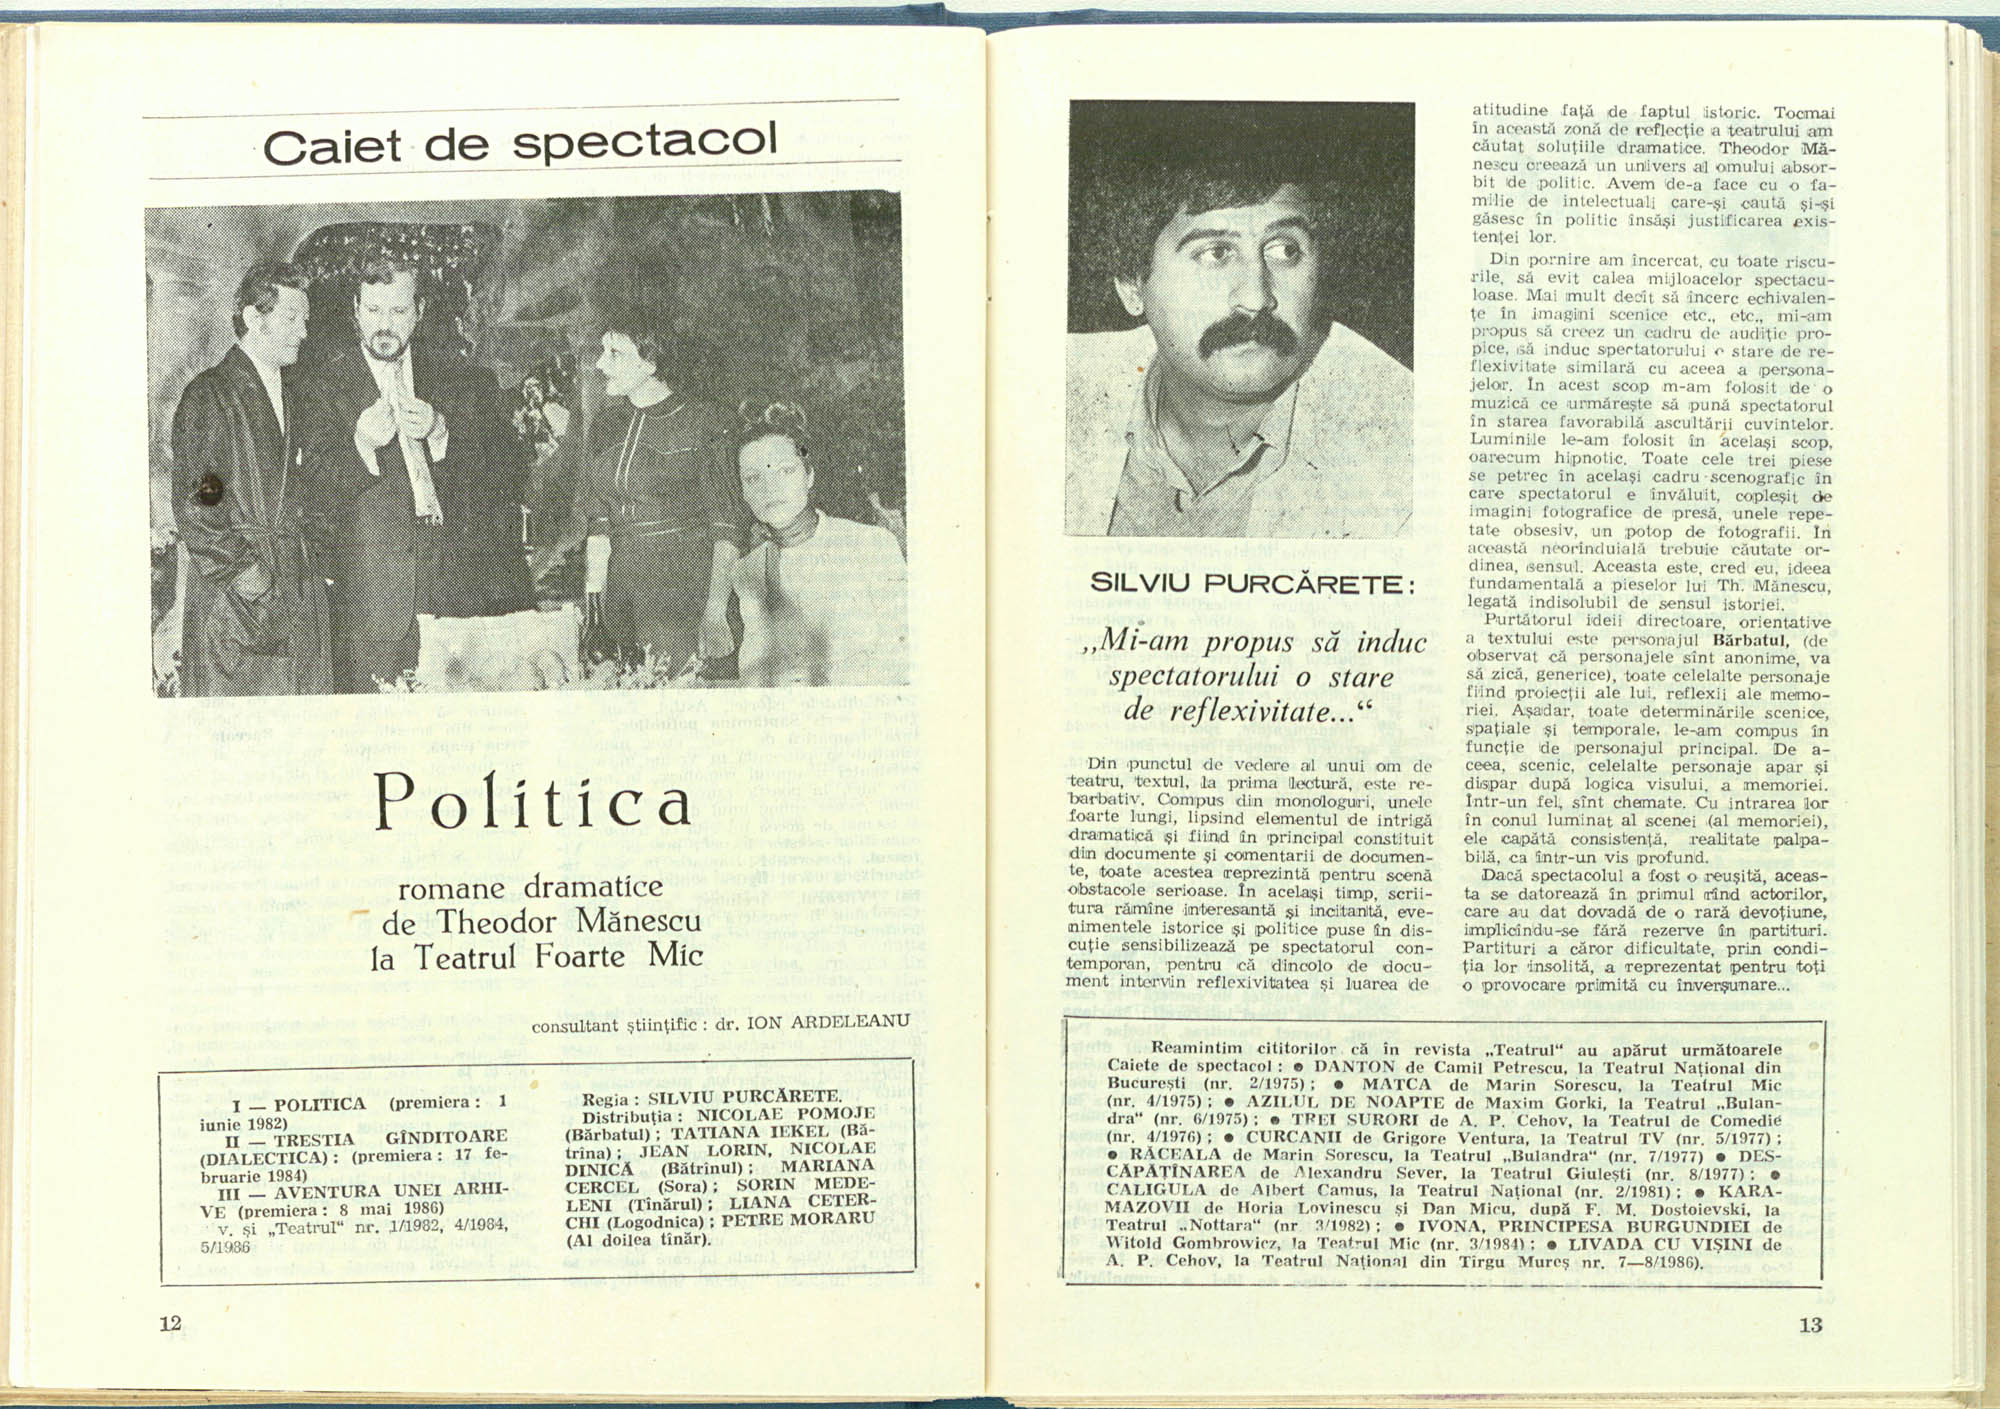 Caiet de spectacol
Politica
romane dramatice
de Theodor Mănescu
la Teatrul Foarte Mic
consultant științific : dr. ION ARDELEANU
I — POLITICA (premiera : 1
iunie 1982)
II — TRESTIA GÎNDITOARE
(DIALECTICA) : (premiera : 17 fe-
bruarie 1984)
III — AVENTURA UNEI ARHI-
VE (premiera : 8 mai 1986)
v. și „Teatrul“ nr. 1/1982, 4/1984,
5/1986
Regia : SILVIU PURCĂRETE.
Distribuția : NICOLAE POMOJE
(Bărbatul) ; TATIANA IEKEL (Bă-
trîna) ; JEAN LORIN, NICOLAE
DINICĂ (Bătrînul) ; MARIANA
CERCEL (Sora) ; SORIN MEDE-
LENI (Tînărul) ; LIANA CETER-
CHI (Logodnica) ; PETRE MORARU
(Al doilea tînăr).
12
SILVIU PURCĂRETE :
„Mi-am propus să induc
spectatorului o stare
de reflexivitate...“
Din punctul de vedere al unui om de
teatru, textul, la prima lectură, este re-
barbativ. Compus din monologuri, unele
foarte lungi, lipsind elementul de intrigă
dramatică și fiind în principal constituit
din documente și comentarii de documen-
te, toate acestea reprezintă pentru scenă
obstacole serioase. În același timp, scrii-
tura rămîne interesantă și incitantă, eve-
nimentele istorice și politice puse în dis-
cuție sensibilizează pe spectatorul con-
temporan, pentru că dincolo de docu-
ment intervin reflexivitatea și luarea de
atitudine față de faptul istoric. Tocmai
în această zonă de reflecție a teatrului am
căutat soluțiile dramatice. Theodor Mă-
nescu creează un univers al omului absor-
bit de politic. Avem de-a face cu o fa-
milie de intelectuali care-și caută și-și
găsesc în politic însăși justificarea exis-
tenței lor.
Din pornire am încercat, cu toate riscu-
rile, să evit calea mijloacelor spectacu-
loase. Mai mult decît să încerc echivalen-
țe în imagini scenice etc., etc., mi-am
propus să creez un cadru de audiție pro-
pice, să induc spectatorului o stare de re-
flexivitate similară cu aceea a persona-
jelor. În acest scop m-am folosit de o
muzică ce urmărește să pună spectatorul
în starea favorabilă ascultării cuvintelor.
Luminile le-am folosit în același scop,
oarecum hipnotic. Toate cele trei piese
se petrec în același cadru scenografic în
care spectatorul e învăluit, copleșit de
imagini fotografice de presă, unele repe-
tate obsesiv, un potop de fotografii. În
această neorînduială trebuie căutate or-
dinea, sensul. Aceasta este, cred eu, ideea
fundamentală a pieselor lui Th. Mănescu,
legată indisolubil de sensul istoriei.
Purtătorul ideii directoare, orientative
a textului este personajul Bărbatul, (de
observat că personajele sînt anonime, va
să zică, generice), toate celelalte personaje
fiind proiecții ale lui, reflexii ale memo-
riei. Așadar, toate determinările scenice,
spațiale și temporale, le-am compus în
funcție de personajul principal. De a-
ceea, scenic, celelalte personaje apar și
dispar după logica visului, a memoriei.
Într-un fel, sînt chemate. Cu intrarea lor
în conul luminat al scenei (al memoriei),
ele capătă consistență, realitate palpa-
bilă, ca într-un vis profund.
Dacă spectacolul a fost o reușită, aceas-
ta se datorează în primul rînd actorilor,
care au dat dovadă de o rară devoțiune,
implicîndu-se fără rezerve în partituri.
Partituri a căror dificultate, prin condi-
ția lor insolită, a reprezentat pentru toți
o provocare primită cu înverșunare...
Reamintim cititorilor că în revista „Teatrul“ au apărut următoarele
Caiete de spectacol : ● DANTON de Camil Petrescu, la Teatrul Național din
București (nr. 2/1975) ; ● MATCA de Marin Sorescu, la Teatrul Mic
(nr. 4/1975) ; ● AZILUL DE NOAPTE de Maxim Gorki, la Teatrul „Bulan-
dra“ (nr. 6/1975) ; ● TREI SURORI de A. P. Cehov, la Teatrul de Comedie
(nr. 4/1976) ; ● CURCANII de Grigore Ventura, la Teatrul TV (nr. 5/1977) ;
● RĂCEALA de Marin Sorescu, la Teatrul „Bulandra“ (nr. 7/1977) ● DES-
CĂPĂȚÎNAREA de Alexandru Sever, la Teatrul Giulești (nr. 8/1977) ; ●
CALIGULA de Albert Camus, la Teatrul Național (nr. 2/1981) ; ● KARA-
MAZOVII de Horia Lovinescu și Dan Micu, după F. M. Dostoievski, la
Teatrul „Nottara“ (nr 3/1982) ; ● IVONA, PRINCIPESA BURGUNDIEI de
Witold Gombrowicz, la Teatrul Mic (nr. 3/1984) ; ● LIVADA CU VIȘINI de
A. P. Cehov, la Teatrul Național din Tîrgu Mureș nr. 7—8/1986).
13